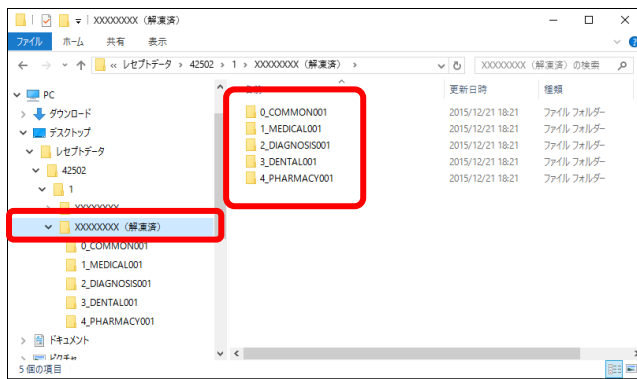 XXXXXXXX（解凍済）
ファイル ホーム 共有 表示
« レセプトデータ › 42502 › 1 › XXXXXXXX（解凍済） ›
XXXXXXXX（解凍済）の検索
更新日時 種類
0_COMMON001 2015/12/21 18:21 ファイル フォルダー
1_MEDICAL001 2015/12/21 18:21 ファイル フォルダー
2_DIAGNOSIS001 2015/12/21 18:21 ファイル フォルダー
3_DENTAL001 2015/12/21 18:21 ファイル フォルダー
4_PHARMACY001 2015/12/21 18:21 ファイル フォルダー
PC
ダウンロード
デスクトップ
レセプトデータ
42502
1
XXXXXXXX
XXXXXXXX（解凍済）
0_COMMON001
1_MEDICAL001
2_DIAGNOSIS001
3_DENTAL001
4_PHARMACY001
ドキュメント
ピクチャ
5 個の項目